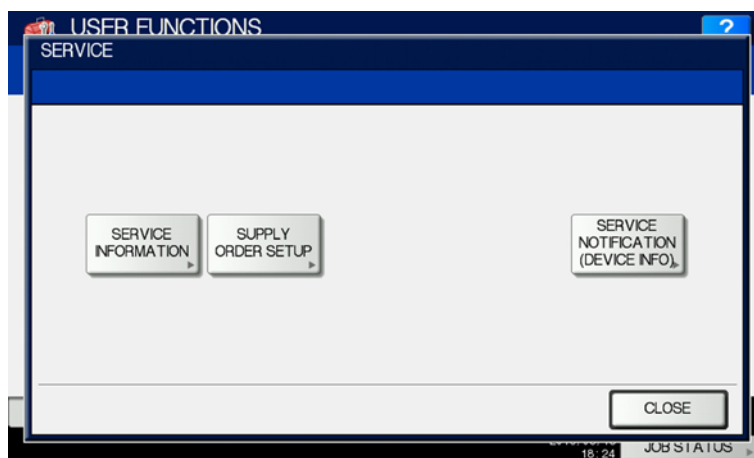 USER FUNCTIONS
?
SERVICE
SERVICE
INFORMATION
SUPPLY
ORDER SETUP
SERVICE
NOTIFICATION
(DEVICE INFO)
CLOSE
18:24
JOB STATUS